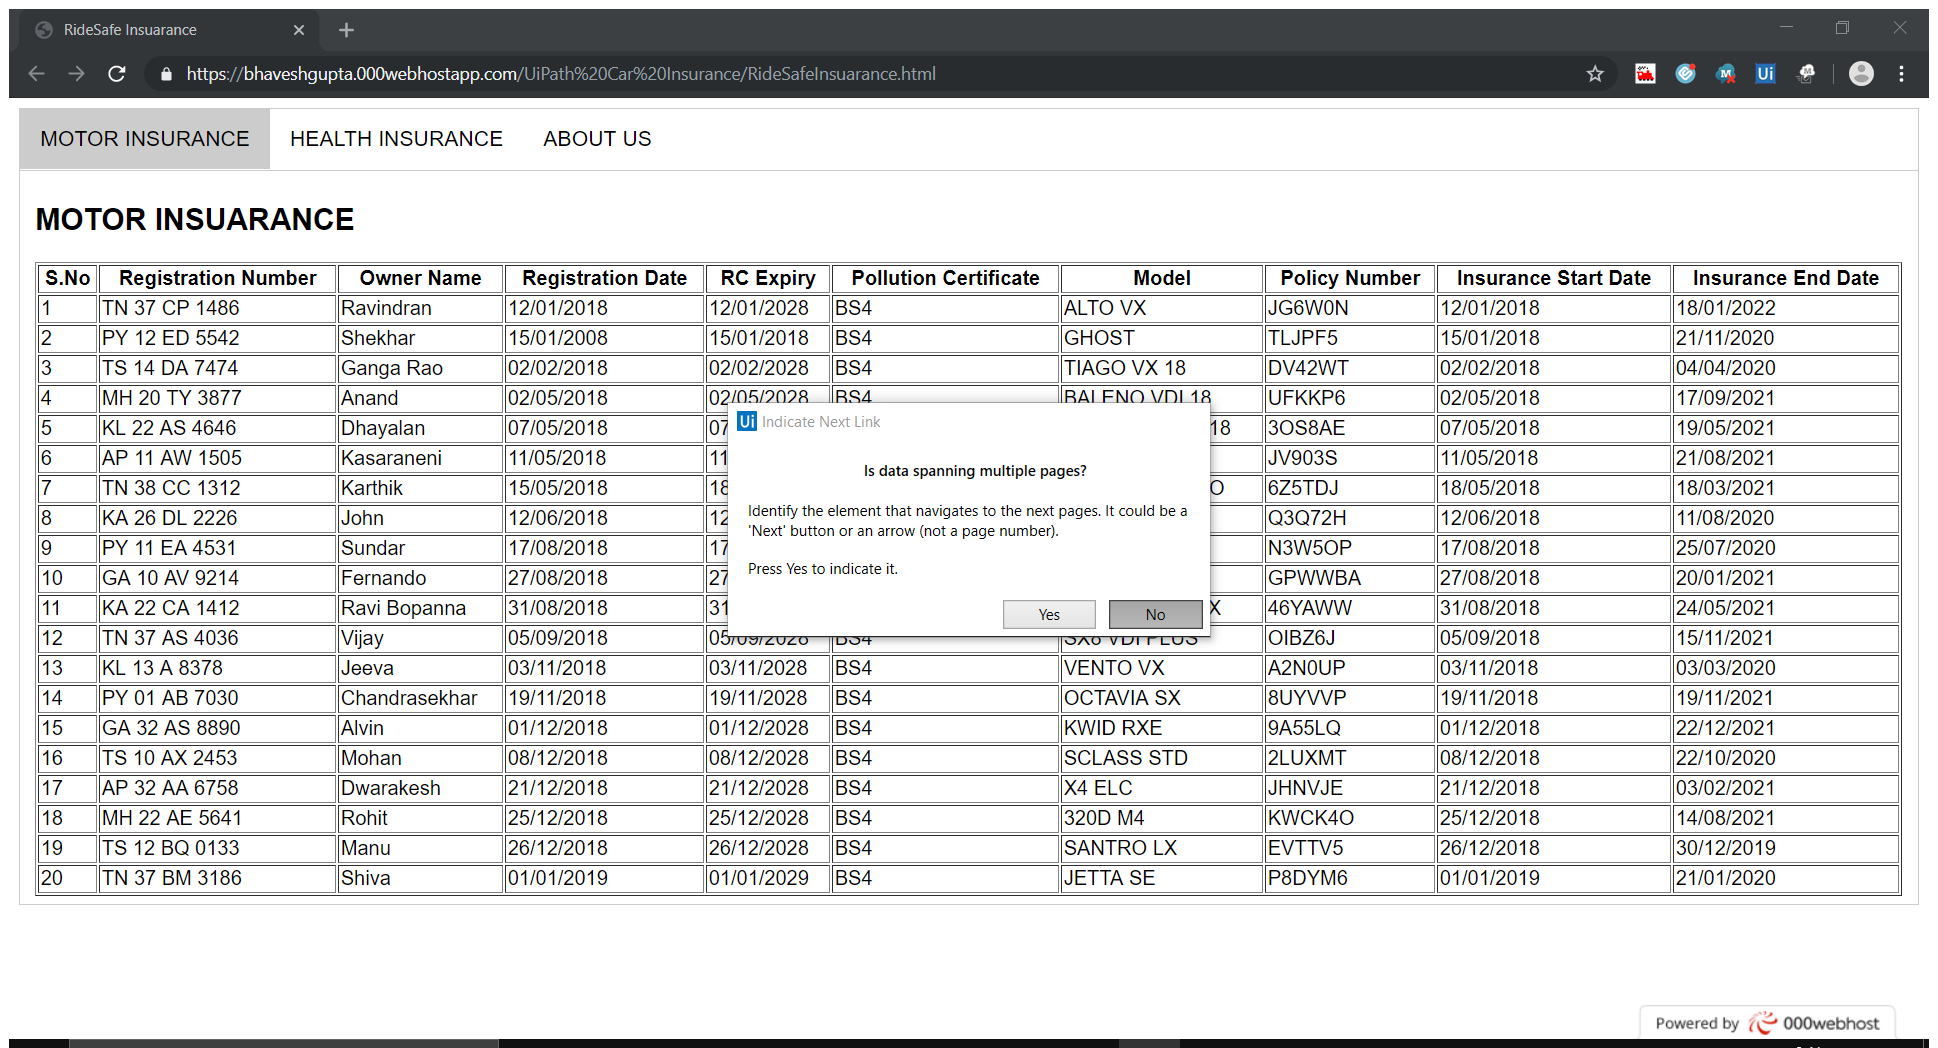 RideSafe Insuarance
https://bhaveshgupta.000webhostapp.com/UiPath%20Car%20Insurance/RideSafeInsuarance.html
MOTOR INSURANCE HEALTH INSURANCE ABOUT US
MOTOR INSUARANCE
S.No Registration Number Owner Name Registration Date RC Expiry Pollution Certificate Model Policy Number Insurance Start Date Insurance End Date
1 TN 37 CP 1486 Ravindran 12/01/2018 12/01/2028 BS4 ALTO VX JG6W0N 12/01/2018 18/01/2022
2 PY 12 ED 5542 Shekhar 15/01/2008 15/01/2018 BS4 GHOST TLJPF5 15/01/2018 21/11/2020
3 TS 14 DA 7474 Ganga Rao 02/02/2018 02/02/2028 BS4 TIAGO VX 18 DV42WT 02/02/2018 04/04/2020
4 MH 20 TY 3877 Anand 02/05/2018 02/05/2028 BS4 BALENO VDI 18 UFKKP6 02/05/2018 17/09/2021
5 KL 22 AS 4646 Dhayalan 07/05/2018 07 18 3OS8AE 07/05/2018 19/05/2021
6 AP 11 AW 1505 Kasaraneni 11/05/2018 11 JV903S 11/05/2018 21/08/2021
7 TN 38 CC 1312 Karthik 15/05/2018 18 O 6Z5TDJ 18/05/2018 18/03/2021
8 KA 26 DL 2226 John 12/06/2018 12 Q3Q72H 12/06/2018 11/08/2020
9 PY 11 EA 4531 Sundar 17/08/2018 17 N3W5OP 17/08/2018 25/07/2020
10 GA 10 AV 9214 Fernando 27/08/2018 27 GPWWBA 27/08/2018 20/01/2021
11 KA 22 CA 1412 Ravi Bopanna 31/08/2018 31 X 46YAWW 31/08/2018 24/05/2021
12 TN 37 AS 4036 Vijay 05/09/2018 05/09/2028 BS4 SX6 VDI PLUS OIBZ6J 05/09/2018 15/11/2021
13 KL 13 A 8378 Jeeva 03/11/2018 03/11/2028 BS4 VENTO VX A2N0UP 03/11/2018 03/03/2020
14 PY 01 AB 7030 Chandrasekhar 19/11/2018 19/11/2028 BS4 OCTAVIA SX 8UYVVP 19/11/2018 19/11/2021
15 GA 32 AS 8890 Alvin 01/12/2018 01/12/2028 BS4 KWID RXE 9A55LQ 01/12/2018 22/12/2021
16 TS 10 AX 2453 Mohan 08/12/2018 08/12/2028 BS4 SCLASS STD 2LUXMT 08/12/2018 22/10/2020
17 AP 32 AA 6758 Dwarakesh 21/12/2018 21/12/2028 BS4 X4 ELC JHNVJE 21/12/2018 03/02/2021
18 MH 22 AE 5641 Rohit 25/12/2018 25/12/2028 BS4 320D M4 KWCK4O 25/12/2018 14/08/2021
19 TS 12 BQ 0133 Manu 26/12/2018 26/12/2028 BS4 SANTRO LX EVTTV5 26/12/2018 30/12/2019
20 TN 37 BM 3186 Shiva 01/01/2019 01/01/2029 BS4 JETTA SE P8DYM6 01/01/2019 21/01/2020
Ui Indicate Next Link
Is data spanning multiple pages?
Identify the element that navigates to the next pages. It could be a
'Next' button or an arrow (not a page number).
Press Yes to indicate it.
Yes No
Powered by 000webhost